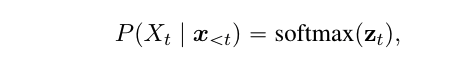 P(X_t | x_{<t}) = softmax(z_t),